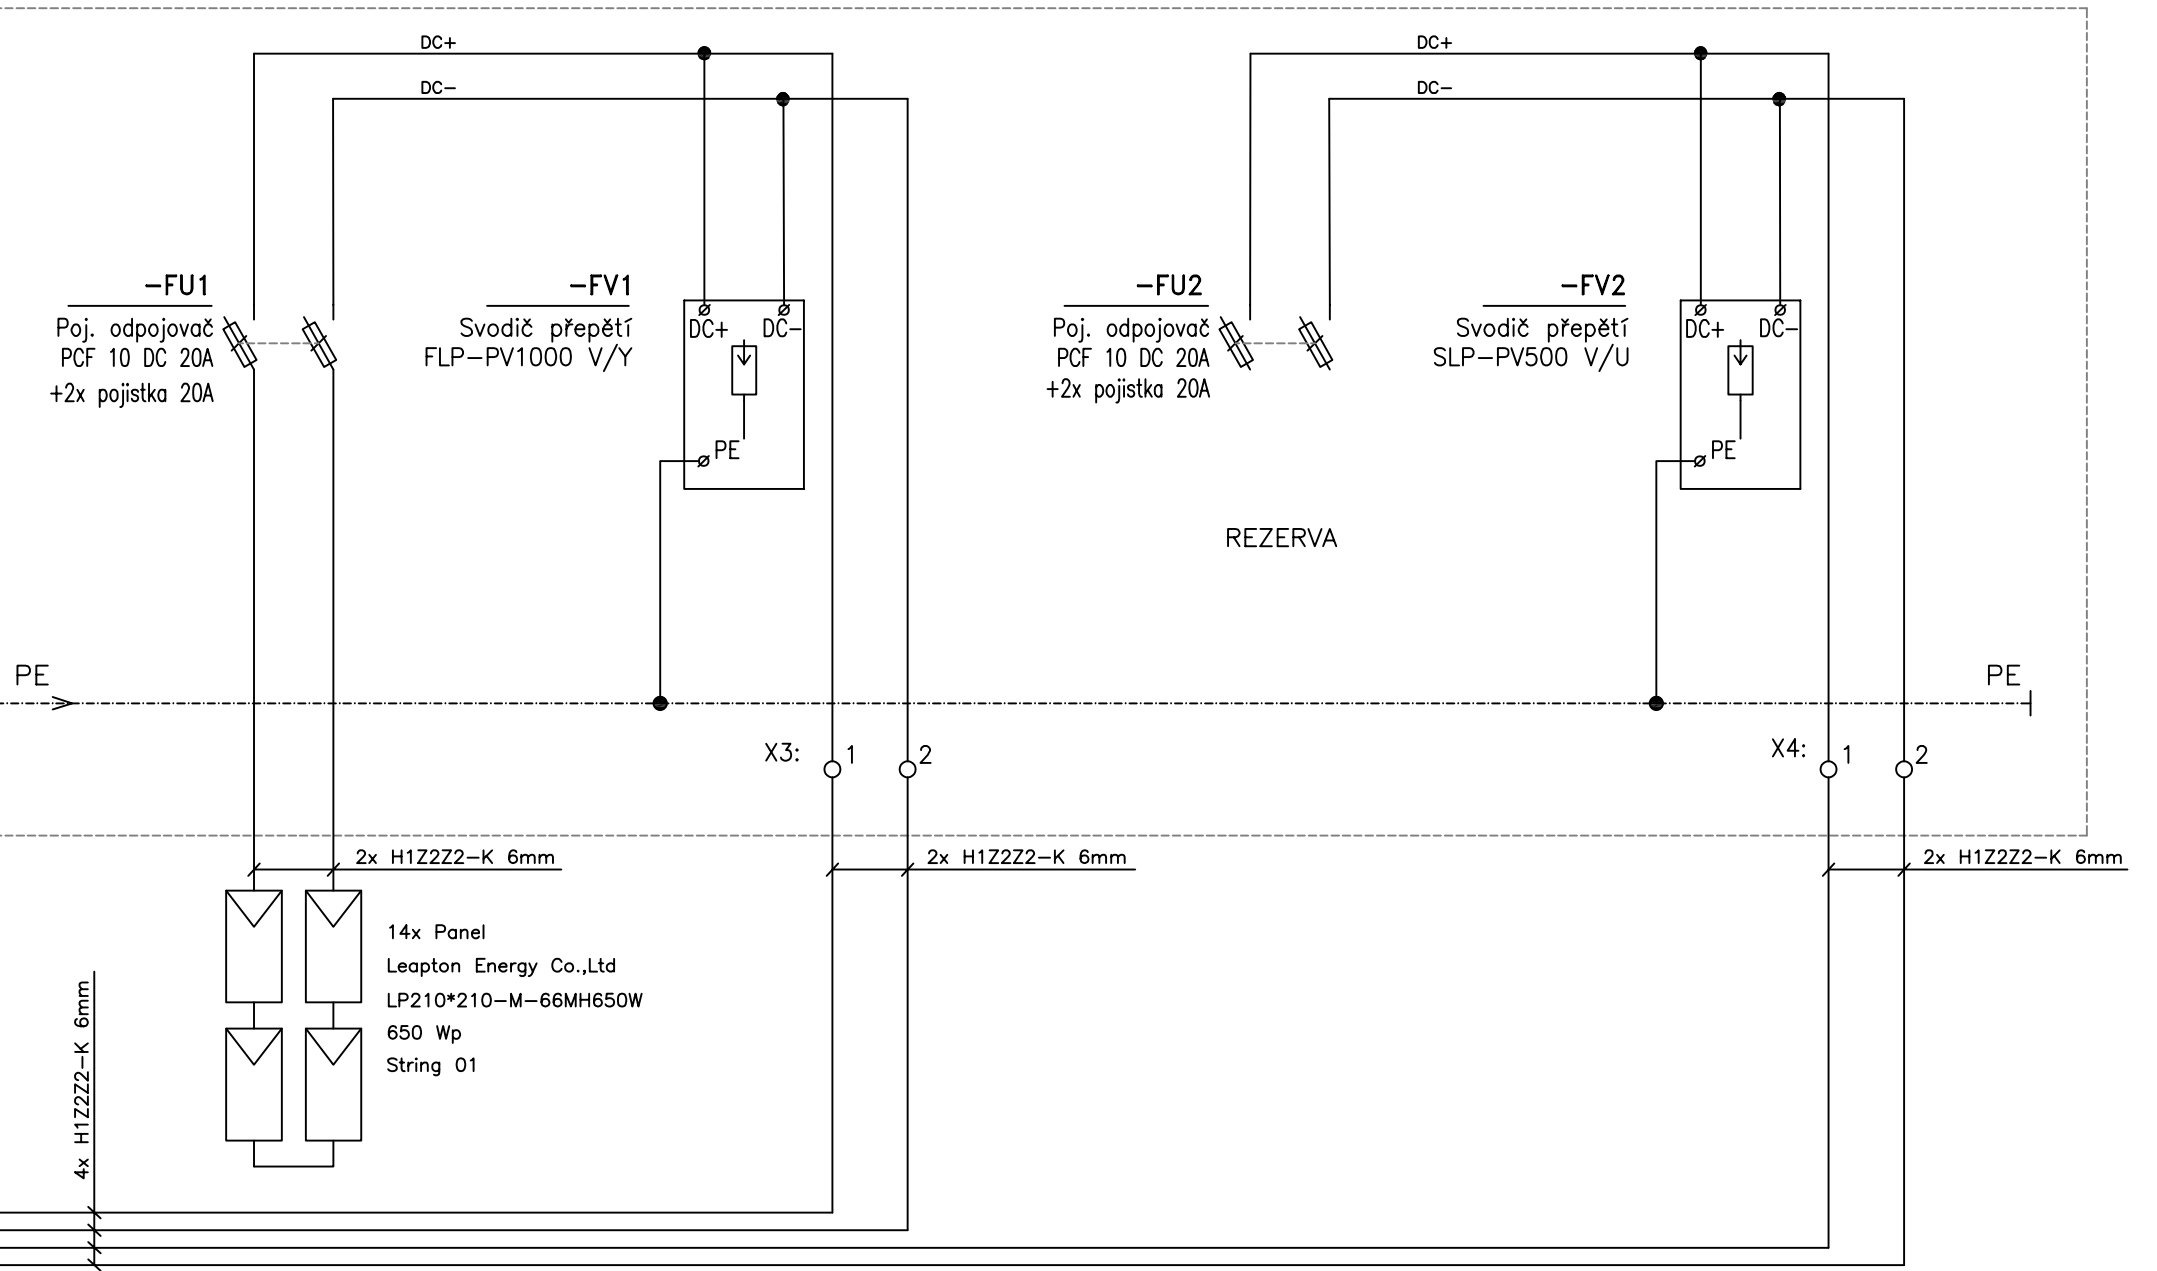 DC+
DC-
DC+
DC-
-FU1
Poj. odpojovač
PCF 10 DC 20A
+2x pojistka 20A
-FV1
Svodič přepětí
FLP-PV1000 V/Y
DC+ DC-
PE
-FU2
Poj. odpojovač
PCF 10 DC 20A
+2x pojistka 20A
-FV2
Svodič přepětí
SLP-PV500 V/U
DC+ DC-
PE
REZERVA
PE
PE
X3: 1 2
X4: 1 2
2x H1Z2Z2-K 6mm
2x H1Z2Z2-K 6mm
2x H1Z2Z2-K 6mm
14x Panel
Leapton Energy Co.,Ltd
LP210*210-M-66MH650W
650 Wp
String 01
4x H1Z2Z2-K 6mm